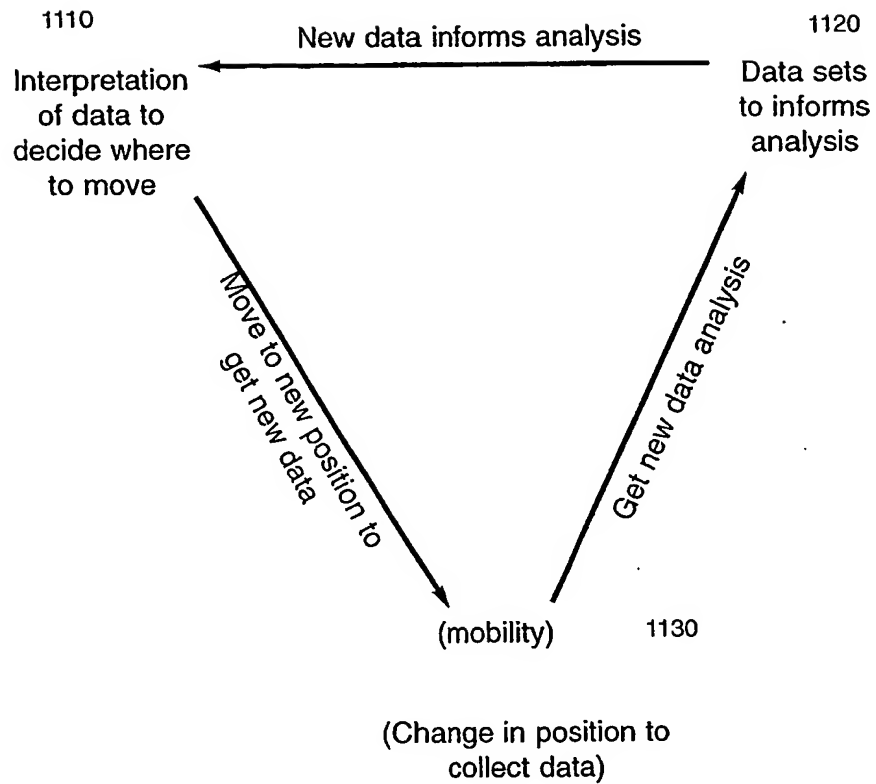 1110
New data informs analysis
1120
Interpretation
of data to
decide where
to move
Data sets
to informs
analysis
Move to new position to
get new data
Get new data analysis
(mobility)
1130
(Change in position to
collect data)